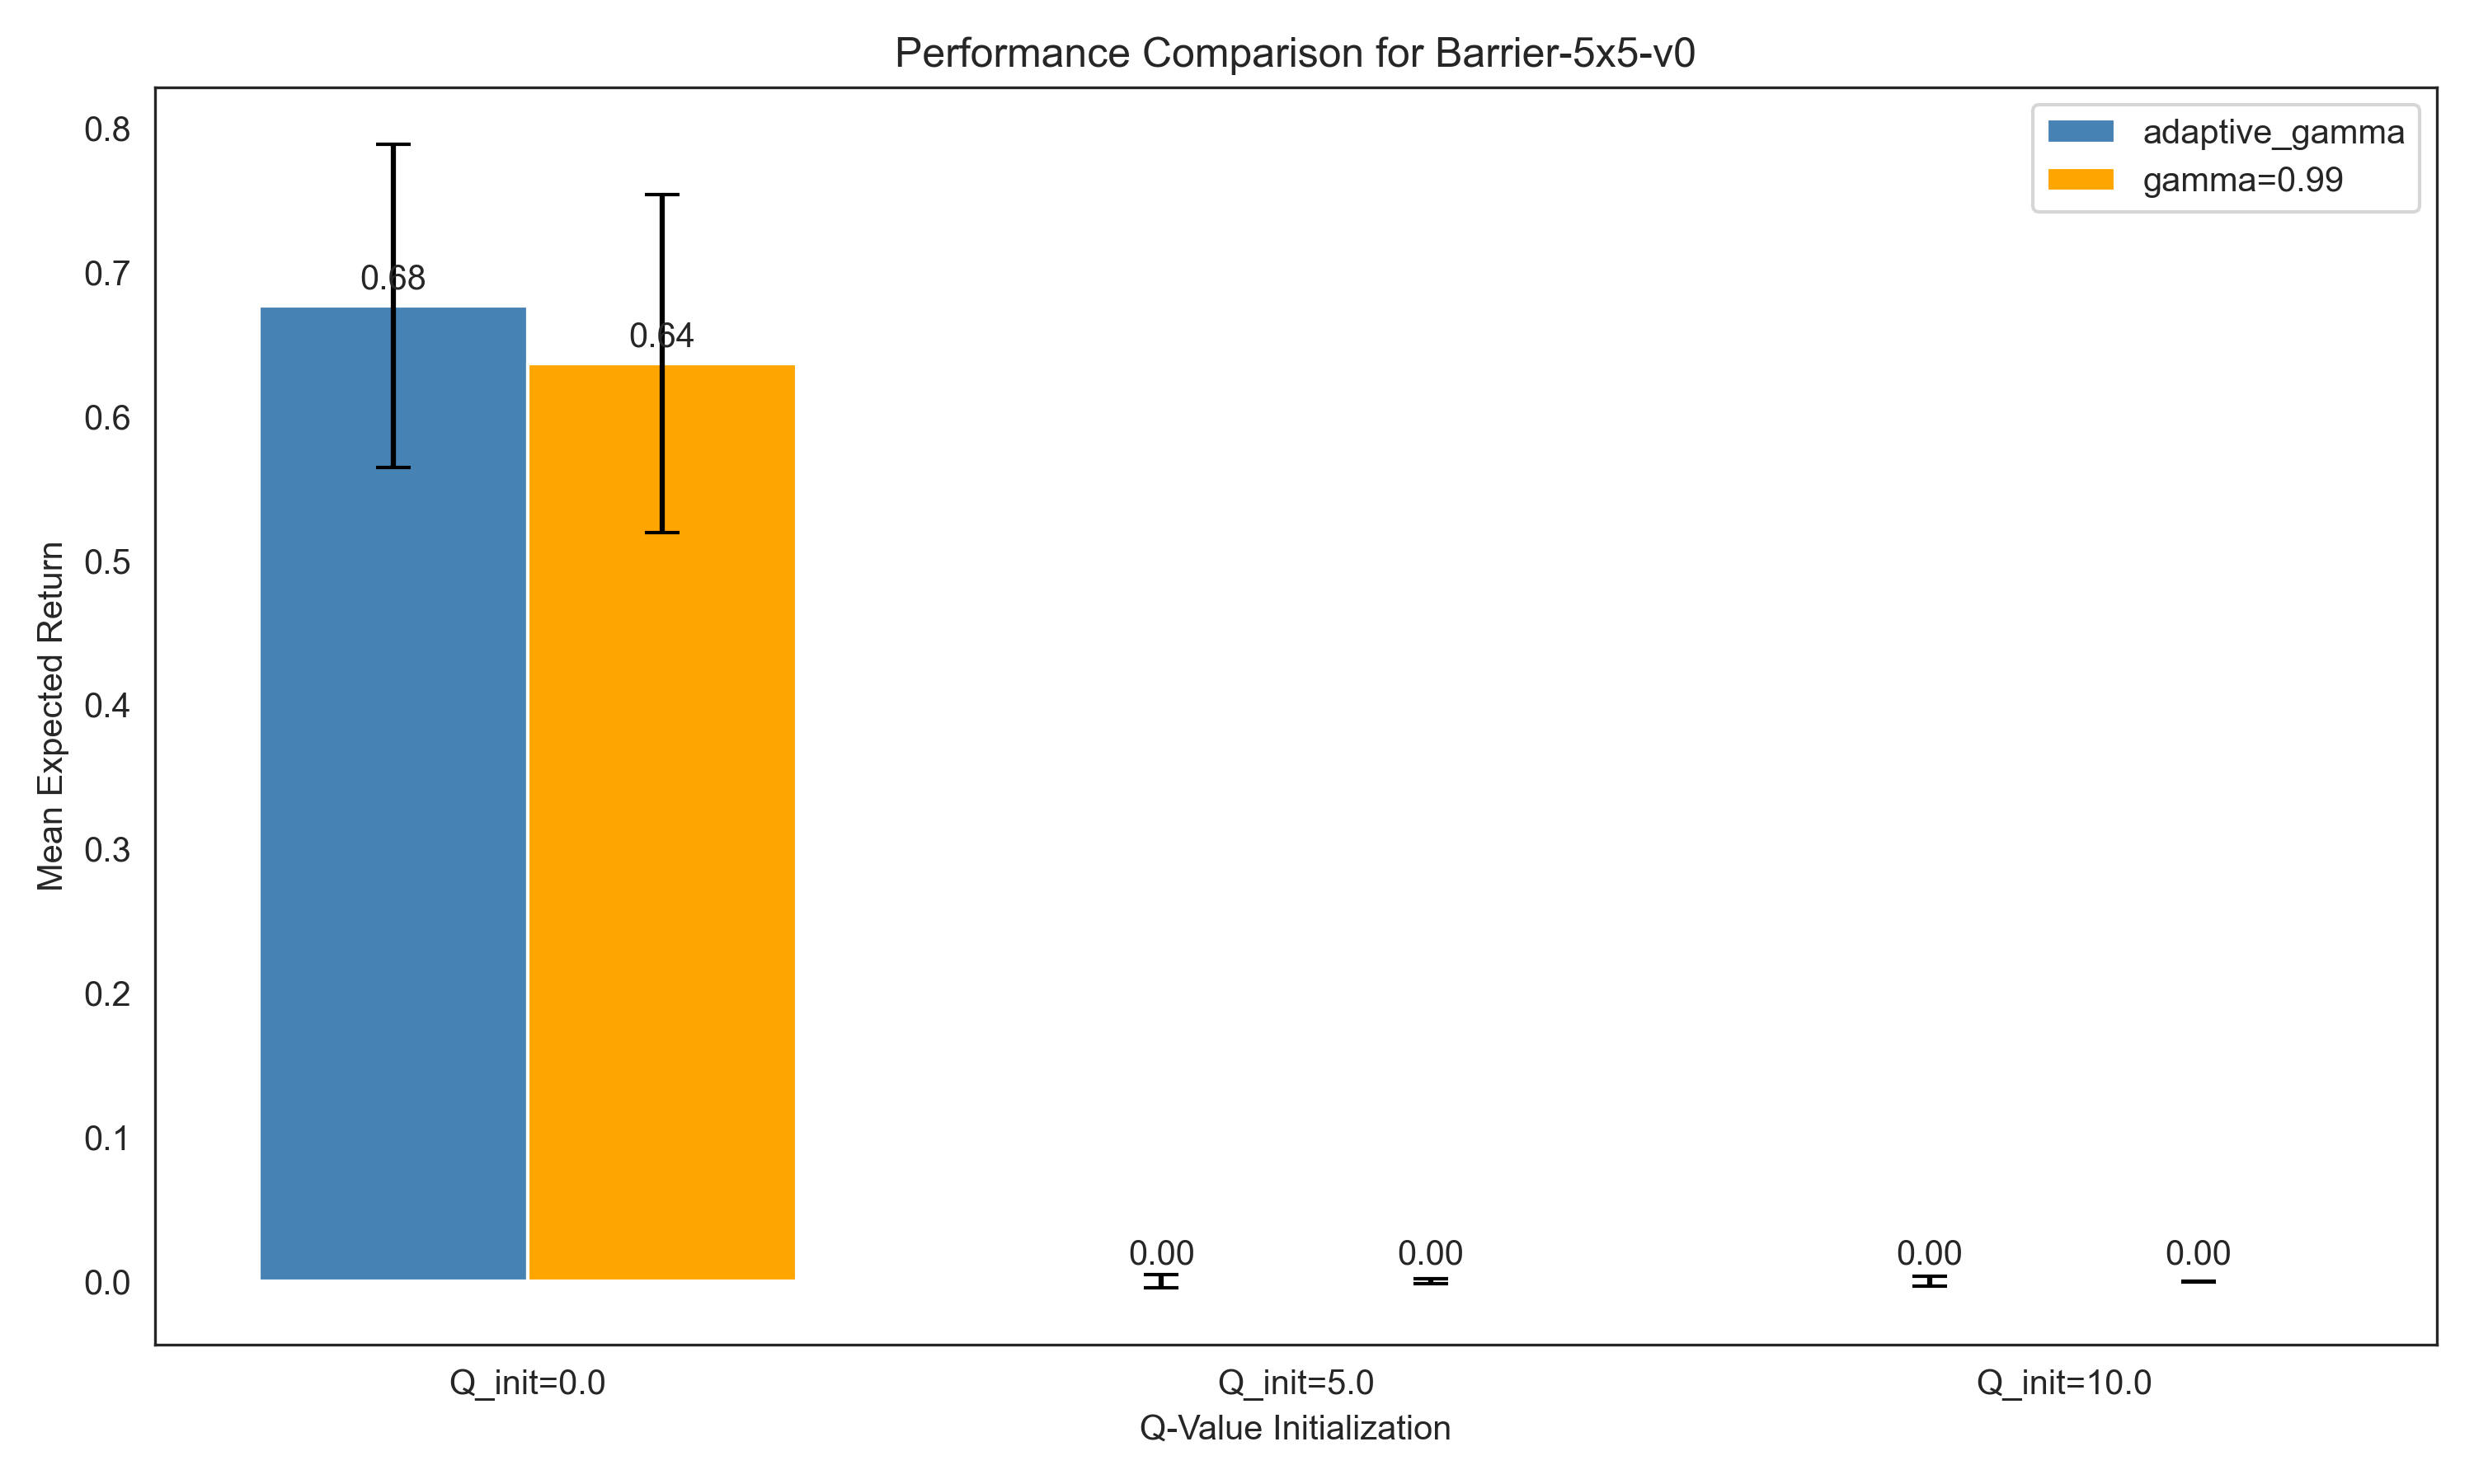 Performance Comparison for Barrier-5x5-v0
adaptive_gamma
gamma=0.99
Mean Expected Return
0.8
0.7
0.6
0.5
0.4
0.3
0.2
0.1
0.0
0.68
0.64
0.00
0.00
0.00
0.00
Q_init=0.0
Q_init=5.0
Q_init=10.0
Q-Value Initialization